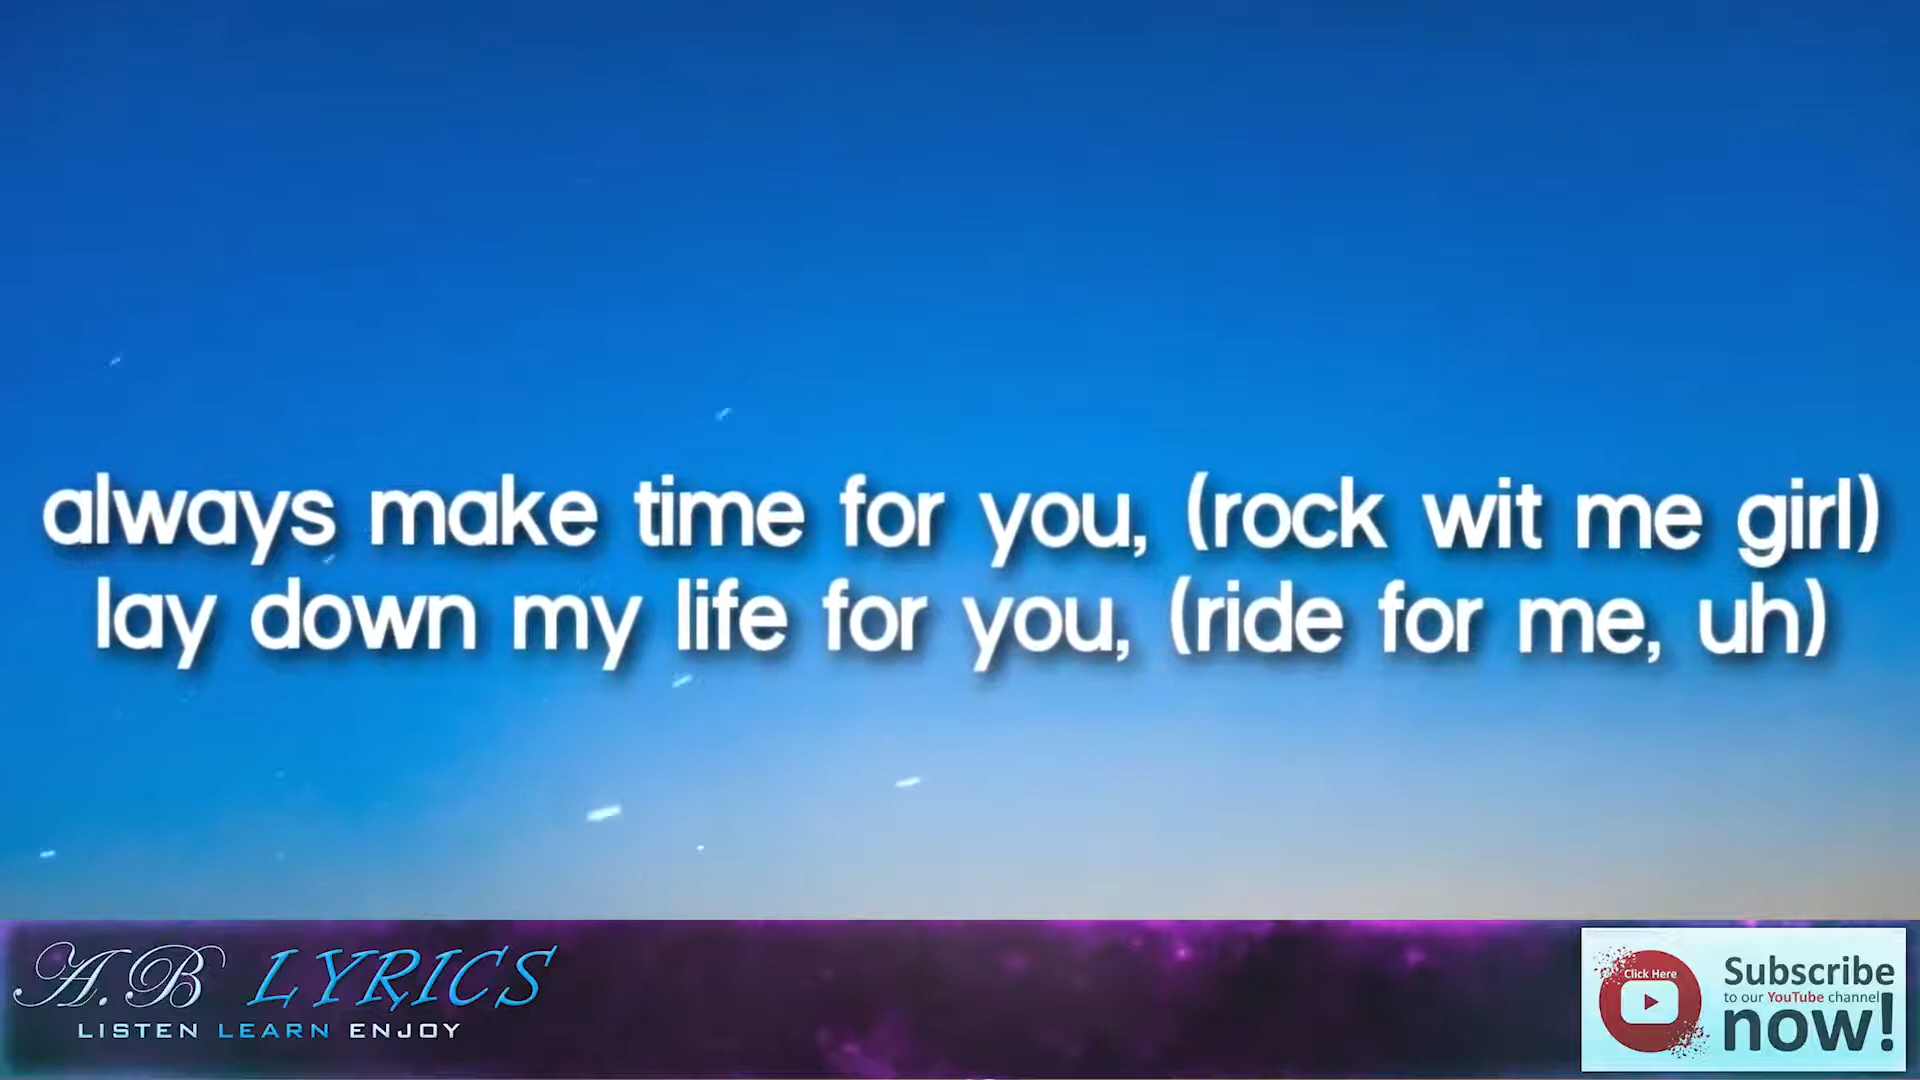 always make time for you, (rock wit me girl)
lay down my life for you, (ride for me, uh)
A.B LYRICS
LISTEN LEARN ENJOY
Click Here
Subscribe
to our YouTube channel
now!